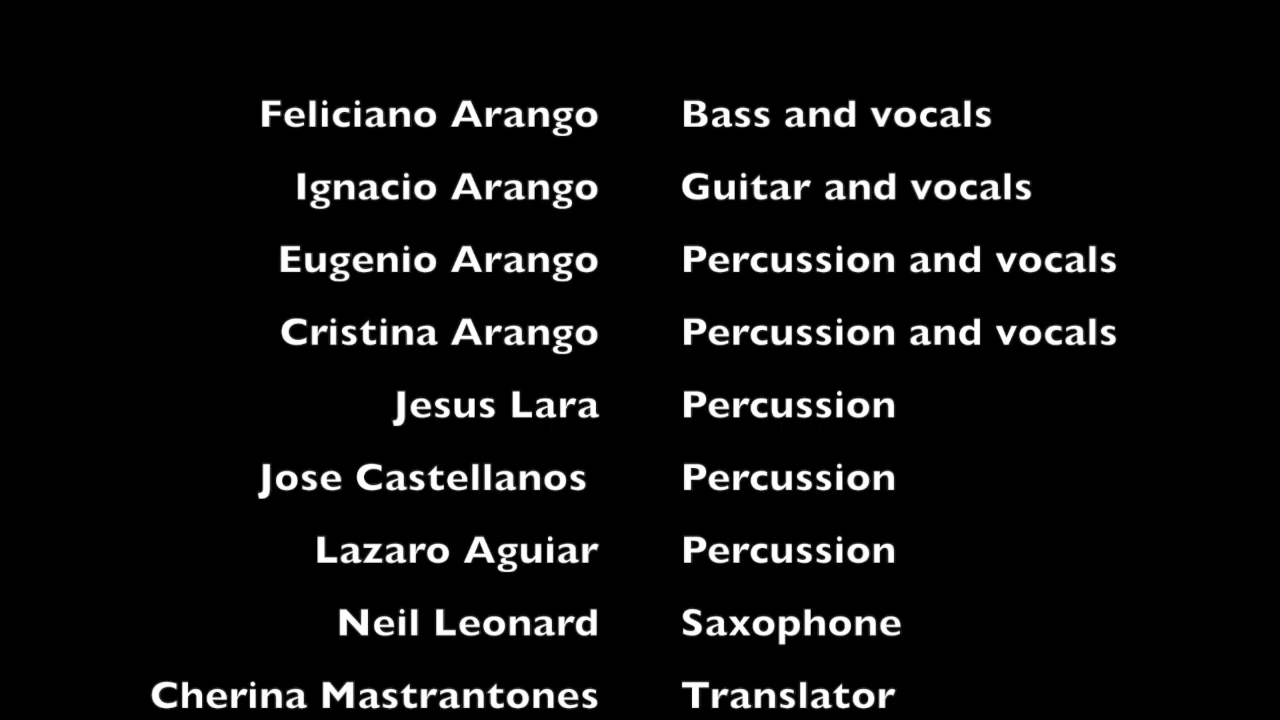 Feliciano Arango Bass and vocals
Ignacio Arango Guitar and vocals
Eugenio Arango Percussion and vocals
Cristina Arango Percussion and vocals
Jesus Lara Percussion
Jose Castellanos Percussion
Lazaro Aguiar Percussion
Neil Leonard Saxophone
Cherina Mastrantones Translator